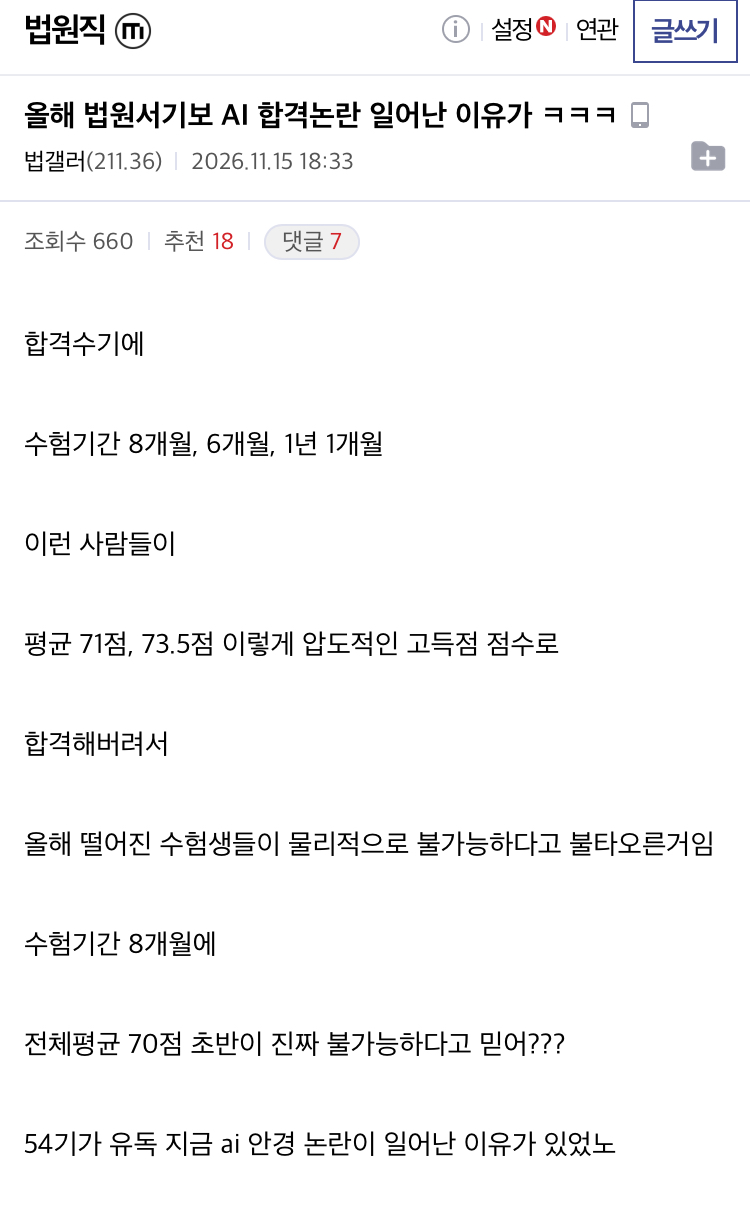 법원직 ⓜ
ⓘ 설정 N 연관 글쓰기
올해 법원서기보 AI 합격논란 일어난 이유가 ㅋㅋㅋ
법갤러(211.36) 2026.11.15 18:33
조회수 660 추천 18 댓글 7
합격수기에
수험기간 8개월, 6개월, 1년 1개월
이런 사람들이
평균 71점, 73.5점 이렇게 압도적인 고득점 점수로
합격해버려서
올해 떨어진 수험생들이 물리적으로 불가능하다고 불타오른거임
수험기간 8개월에
전체평균 70점 초반이 진짜 불가능하다고 믿어???
54기가 유독 지금 ai 안경 논란이 일어난 이유가 있었노